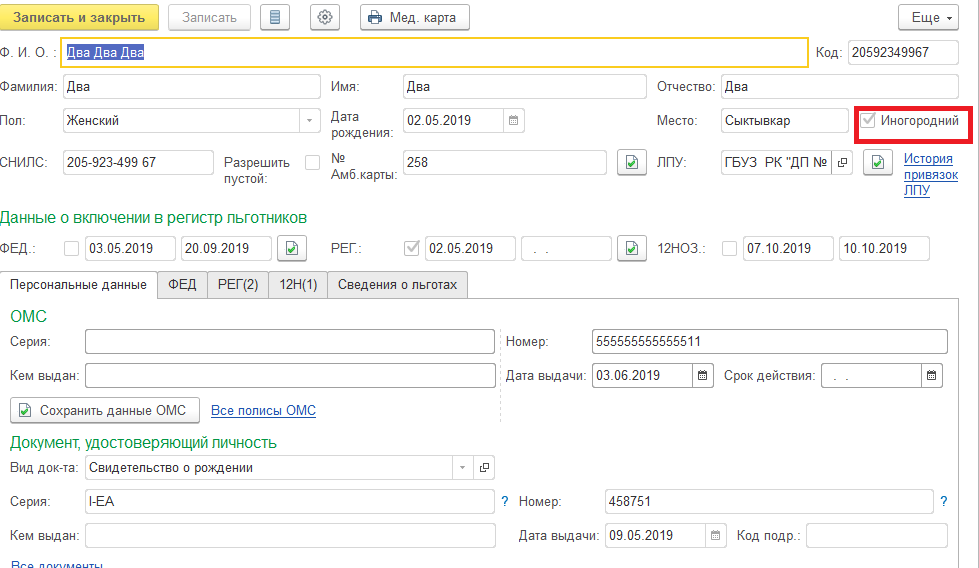 Записать и закрыть Записать Мед. карта Еще
Ф. И. О. : Два Два Два Код: 20592349967
Фамилия: Два Имя: Два Отчество: Два
Пол: Женский Дата рождения: 02.05.2019 Место: Сыктывкар Иногородний
СНИЛС: 205-923-499 67 Разрешить пустой: № Амб.карты: 258 ЛПУ: ГБУЗ РК "ДП № История привязок ЛПУ
Данные о включении в регистр льготников
ФЕД.: 03.05.2019 20.09.2019 РЕГ.: 02.05.2019 . . 12НОЗ.: 07.10.2019 10.10.2019
Персональные данные ФЕД РЕГ(2) 12Н(1) Сведения о льготах
ОМС
Серия: Номер: 555555555555511
Кем выдан: Дата выдачи: 03.06.2019 Срок действия: . .
Сохранить данные ОМС Все полисы ОМС
Документ, удостоверяющий личность
Вид док-та: Свидетельство о рождении
Серия: I-ЕА ? Номер: 458751 ?
Кем выдан: Дата выдачи: 09.05.2019 Код подр.:
Все документы